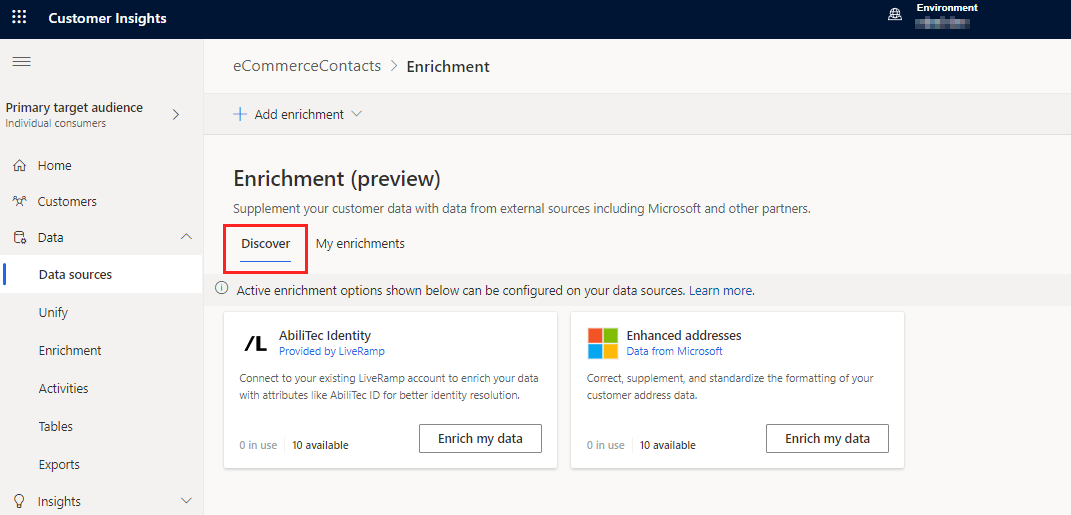 Customer Insights
Environment
Primary target audience
Individual consumers
Home
Customers
Data
Data sources
Unify
Enrichment
Activities
Tables
Exports
Insights
eCommerceContacts > Enrichment
Add enrichment
Enrichment (preview)
Supplement your customer data with data from external sources including Microsoft and other partners.
Discover My enrichments
Active enrichment options shown below can be configured on your data sources. Learn more.
AbiliTec Identity
Provided by LiveRamp
Connect to your existing LiveRamp account to enrich your data
with attributes like AbiliTec ID for better identity resolution.
0 in use 10 available
Enrich my data
Enhanced addresses
Data from Microsoft
Correct, supplement, and standardize the formatting of your
customer address data.
0 in use 10 available
Enrich my data